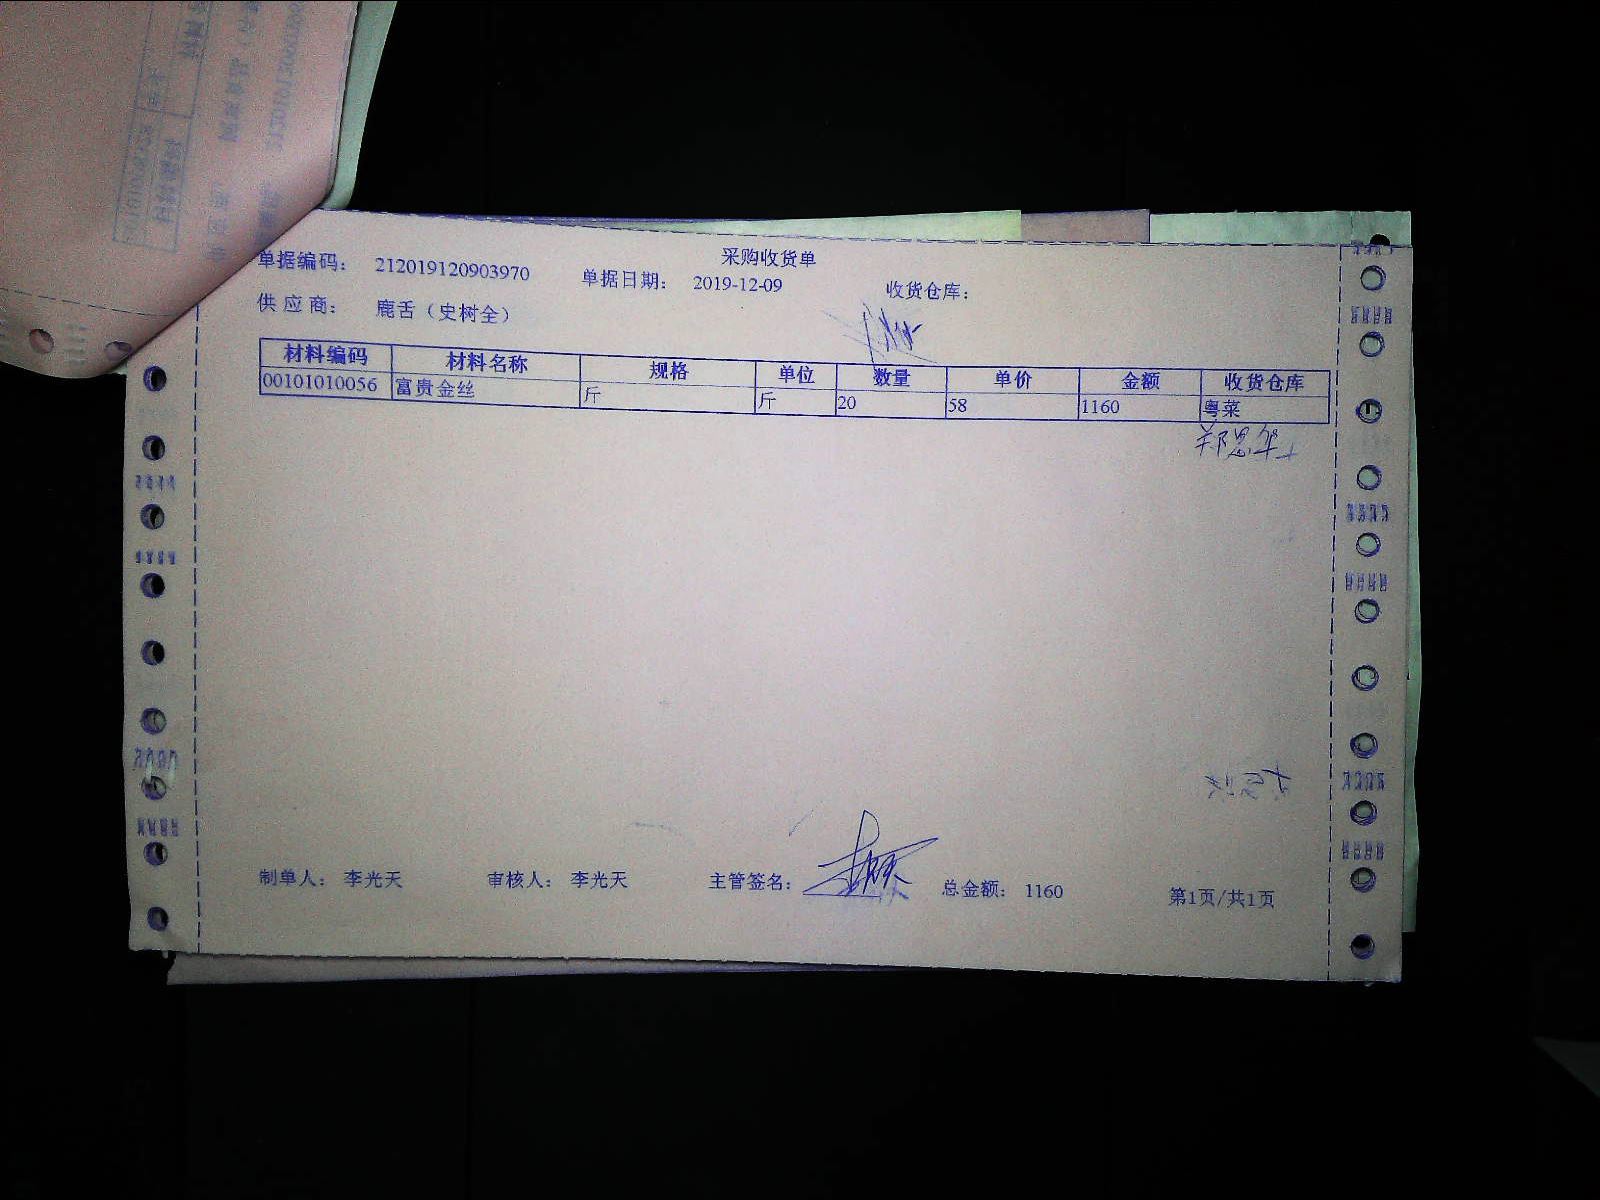 采购收货单
单据编码： 212019120903970 单据日期： 2019-12-09 收货仓库：
供应商： 鹿舌（史树全）
材料编码 材料名称 规格 单位 数量 单价 金额 收货仓库
00101010056 富贵金丝 斤 斤 20 58 1160 粤菜
制单人： 李光天 审核人： 李光天 主管签名： 总金额： 1160 第1页/共1页